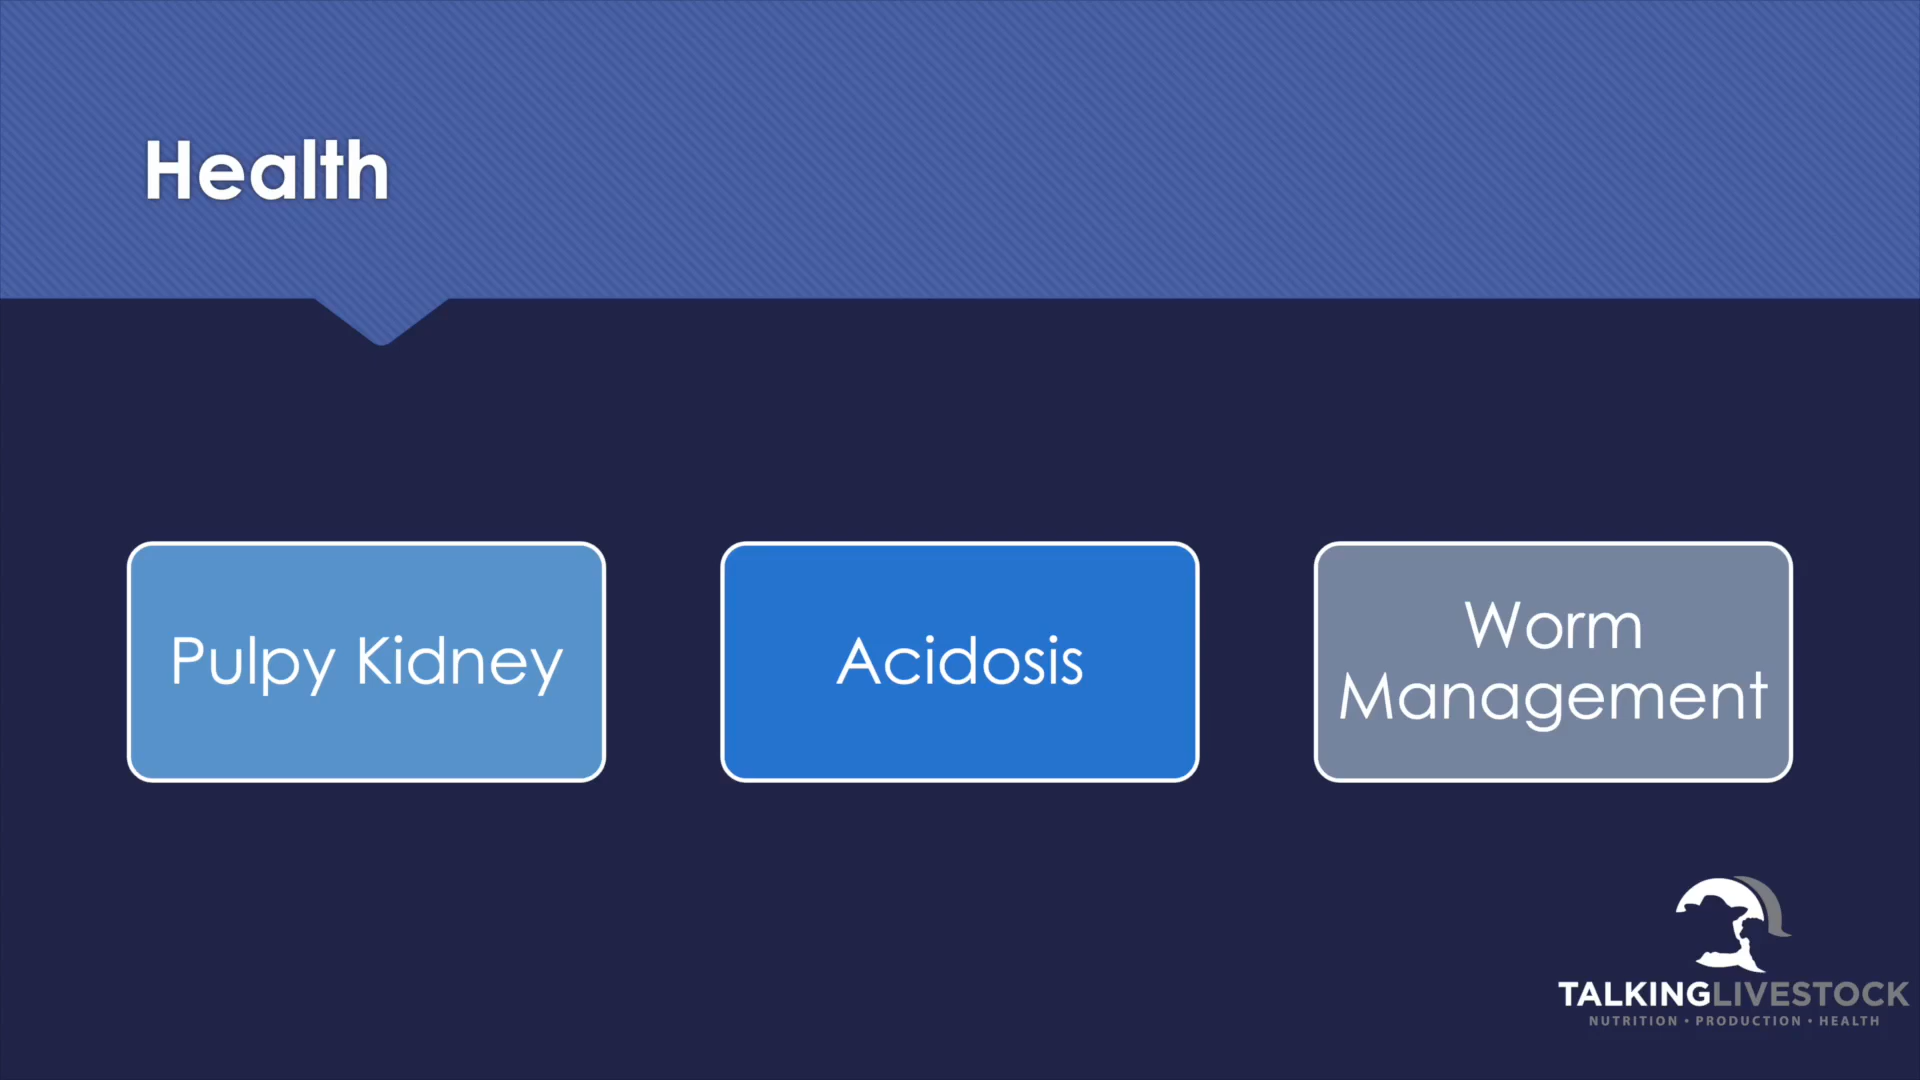 Health
Pulpy Kidney
Acidosis
Worm
Management
TALKINGLIVESTOCK
NUTRITION • PRODUCTION • HEALTH